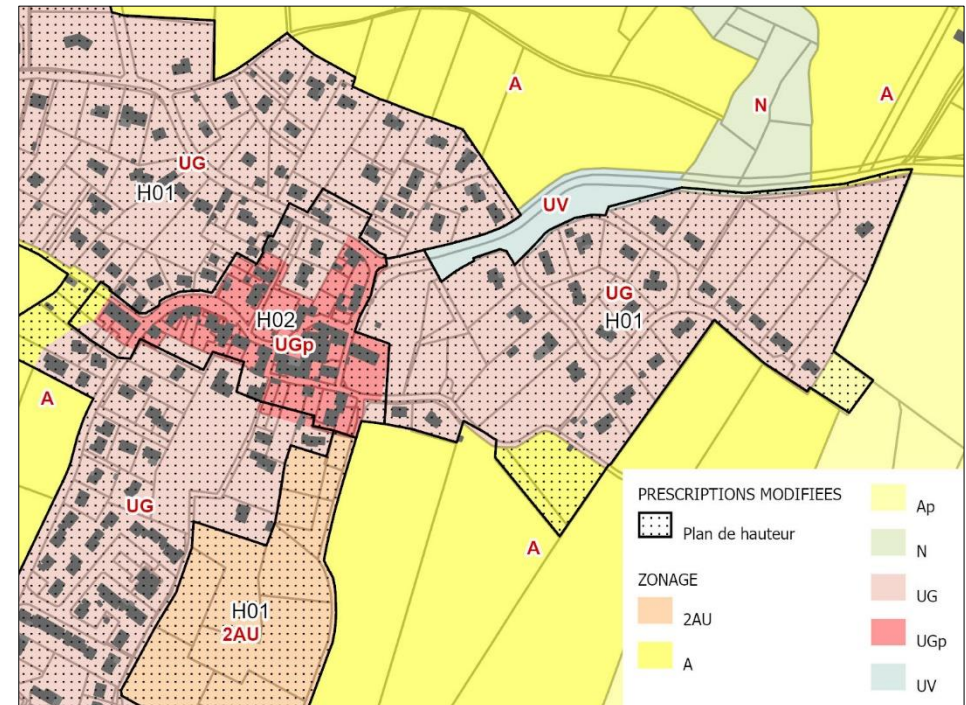 A
N
A
UG
H01
UV
UG
H01
H02
UGp
A
UG
A
H01
2AU
PRESCRIPTIONS MODIFIEES
Plan de hauteur
ZONAGE
2AU
A
Ap
N
UG
UGp
UV